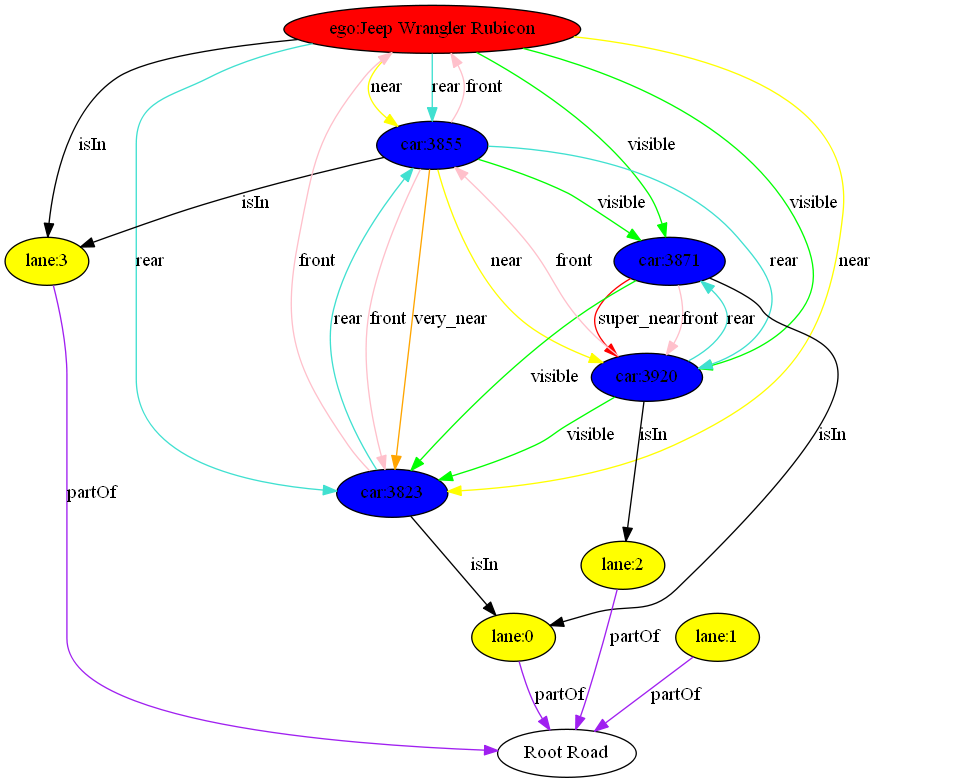 ego:Jeep Wrangler Rubicon
near
rear
front
isIn
car:3855
visible
isIn
visible
visible
lane:3
rear
front
near
front
car:3871
rear
near
rear
front
very_near
super_near
front
rear
visible
car:3920
visible
isIn
isIn
partOf
car:3823
isIn
lane:2
lane:0
partOf
lane:1
partOf
partOf
Root Road